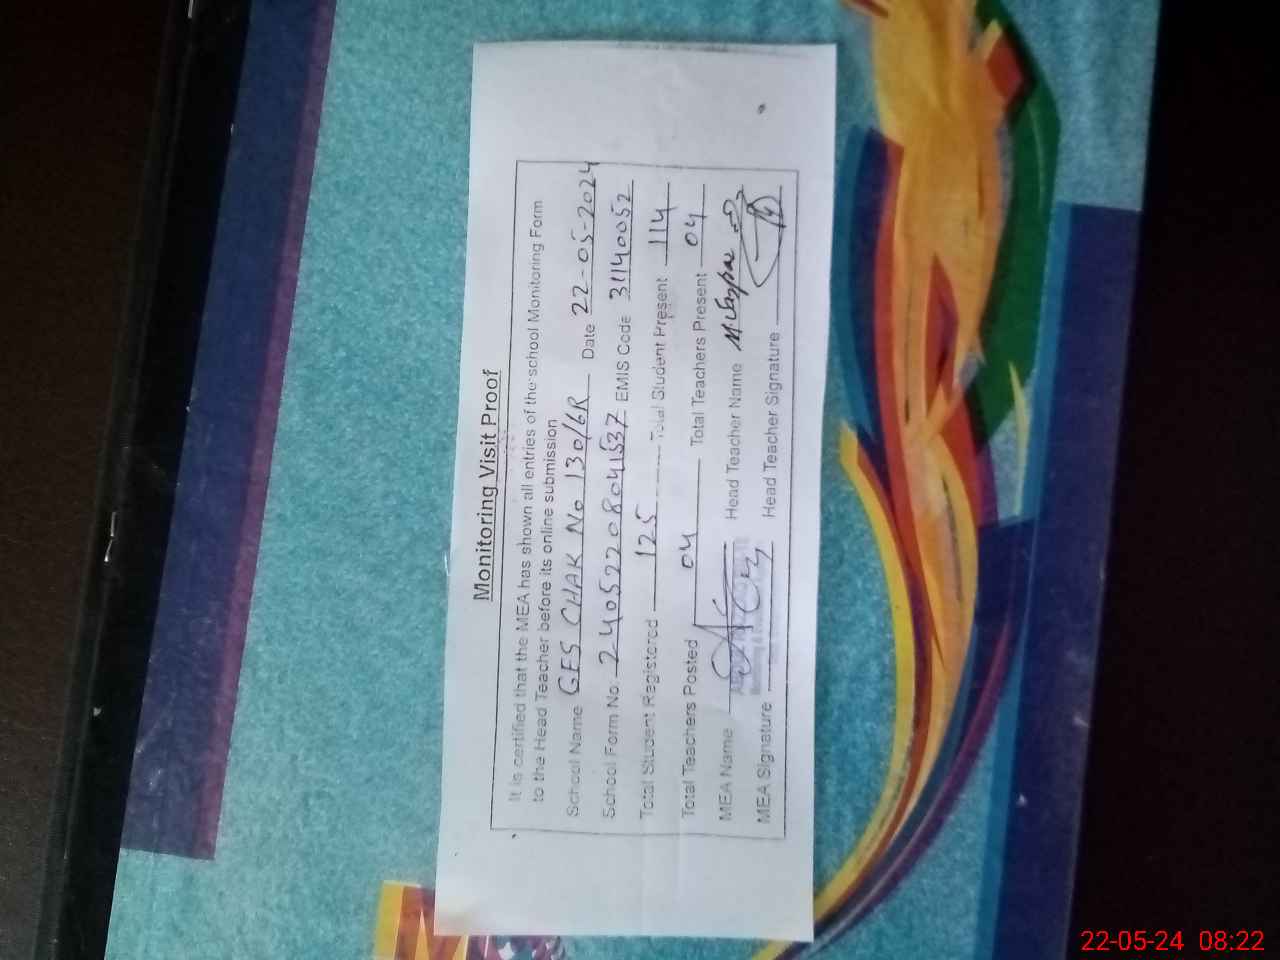 Monitoring Visit Proof
It is certified that the MEA has shown all entries of the school Monitoring Form
to the Head Teacher before its online submission
School Name GES CHAK No 130/6R Date 22-05-2024
School Form No. 24052208041537 EMIS Code 31140052
Total Student Registered 125 Total Student Present 114
Total Teachers Posted 04 Total Teachers Present 04
MEA Name Head Teacher Name
MEA Signature Head Teacher Signature
M
22-05-24 08:22